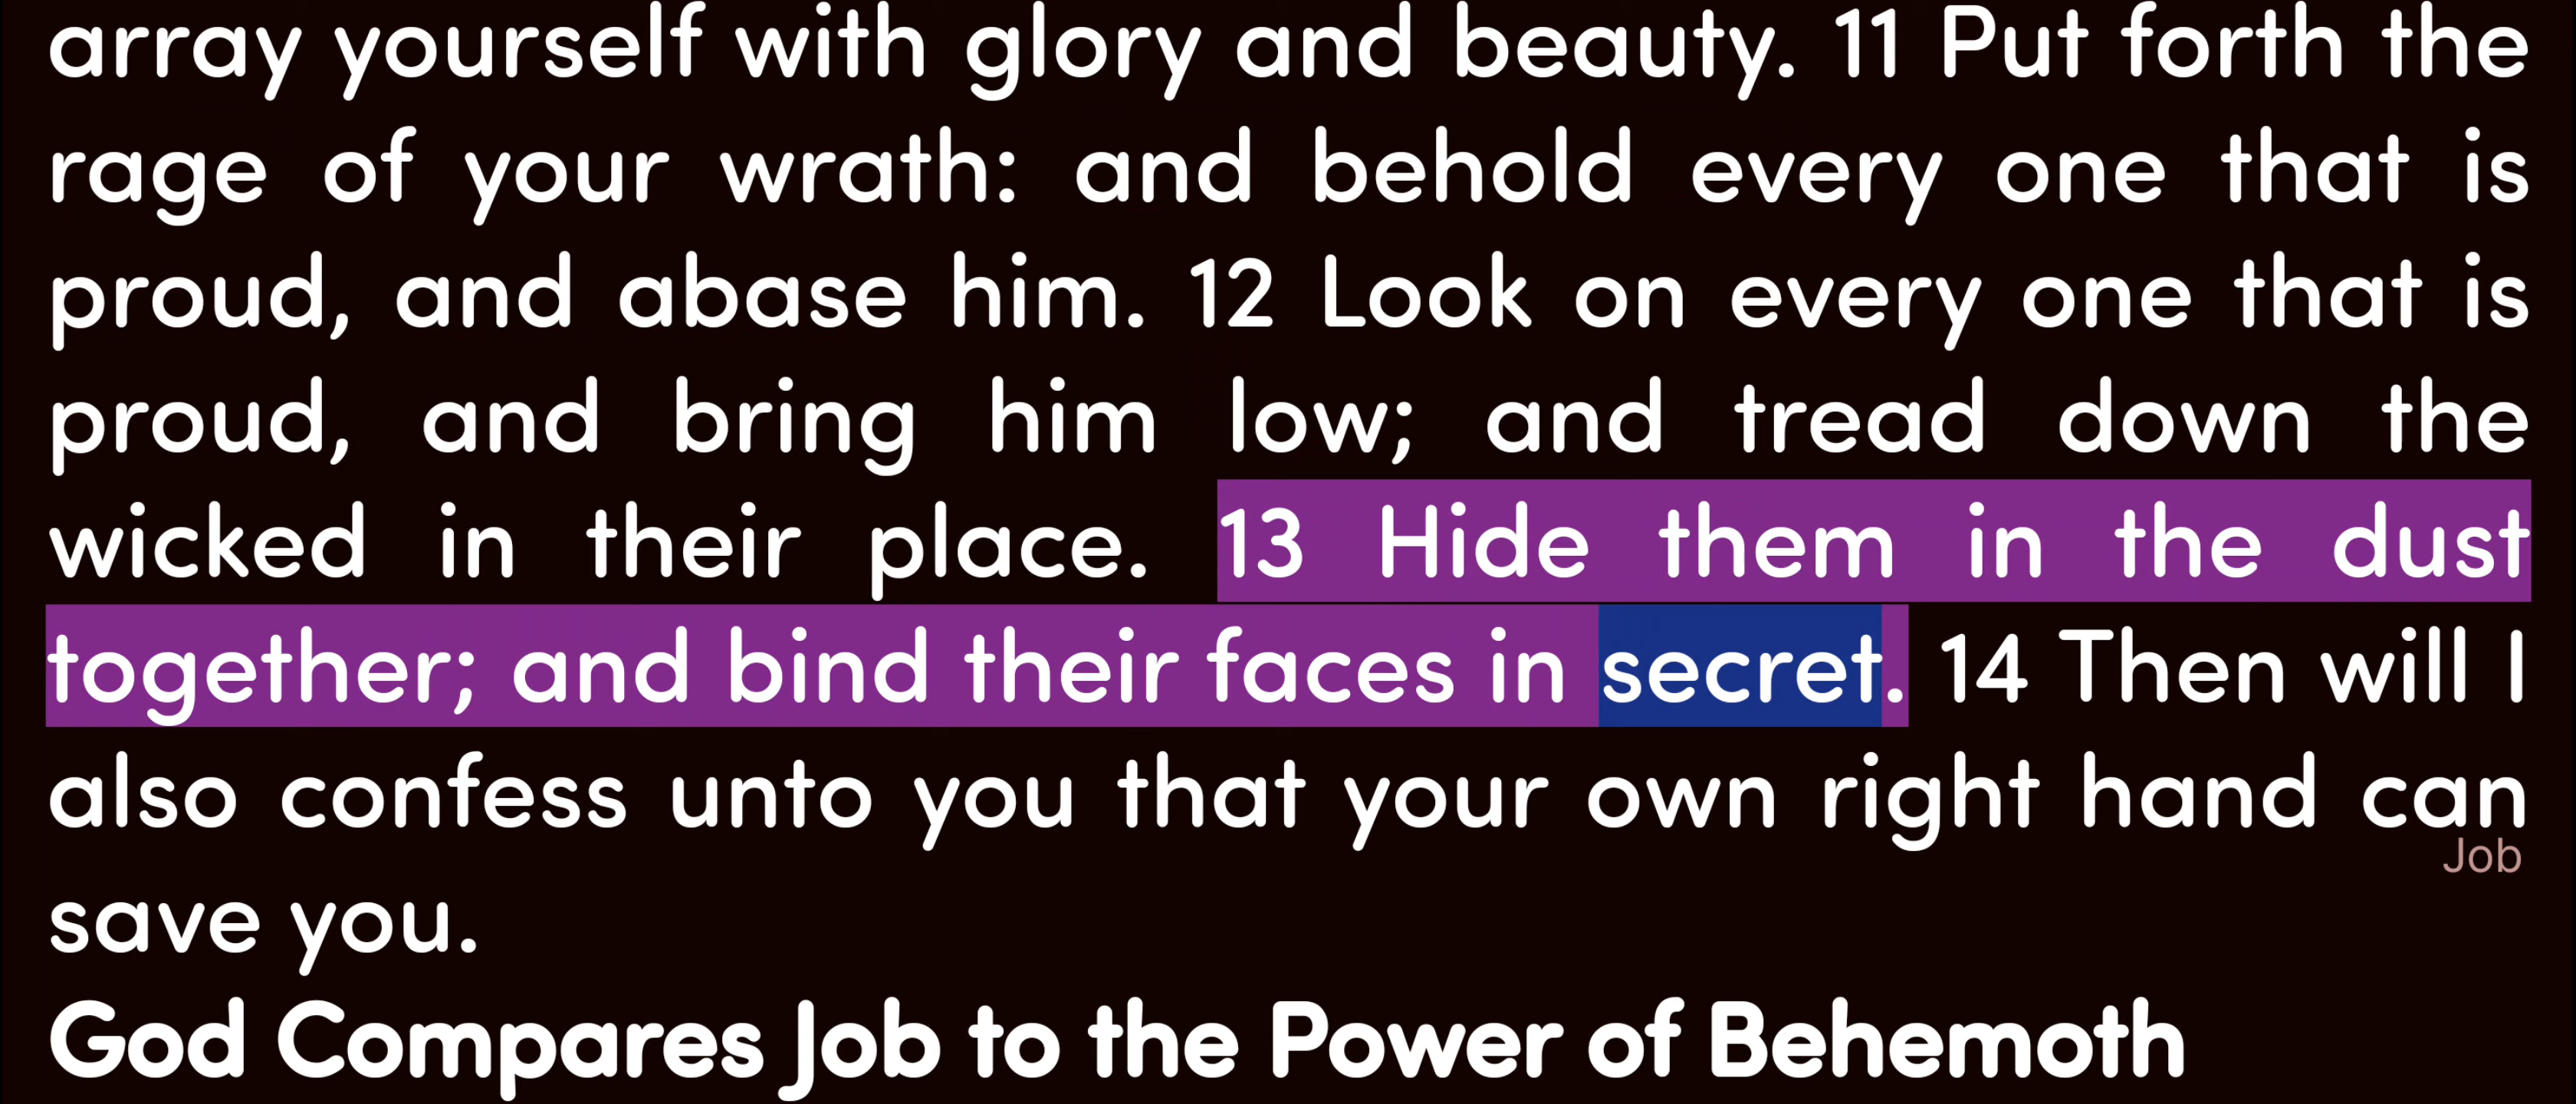 array yourself with glory and beauty. 11 Put forth the
rage of your wrath: and behold every one that is
proud, and abase him. 12 Look on every one that is
proud, and bring him low; and tread down the
wicked in their place. 13 Hide them in the dust
together; and bind their faces in secret. 14 Then will I
also confess unto you that your own right hand can
Job
save you.
God Compares Job to the Power of Behemoth